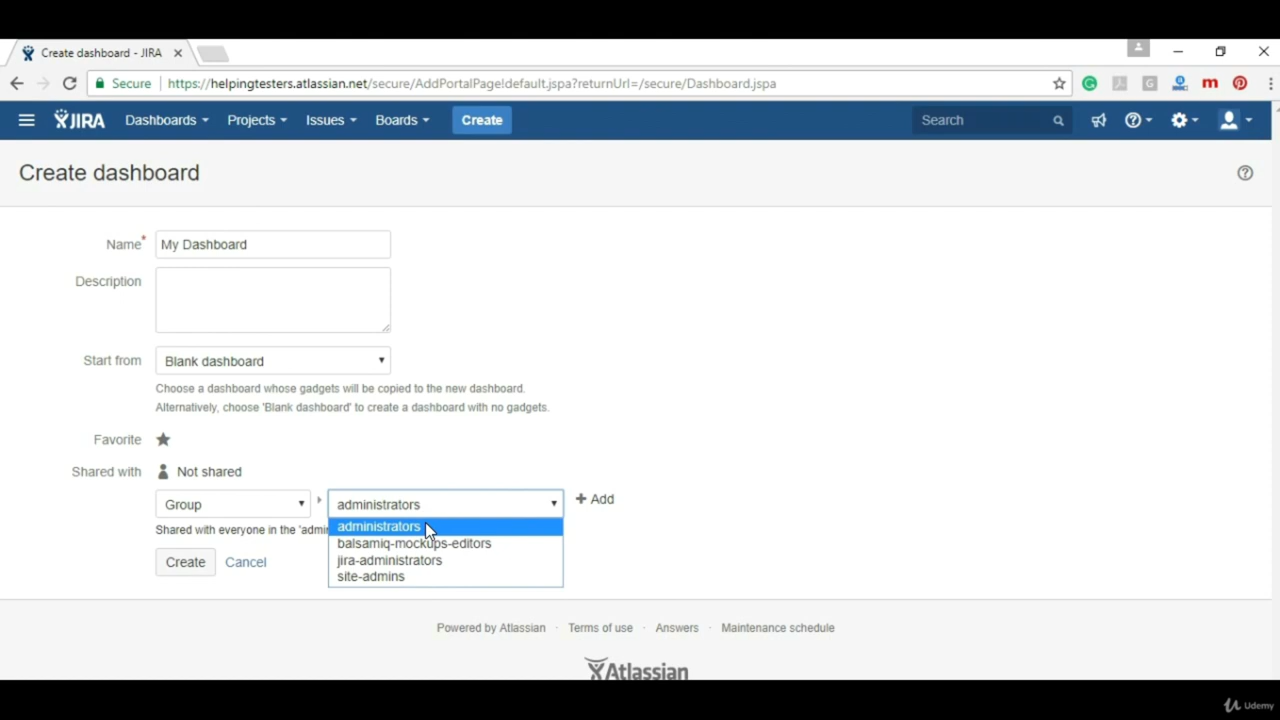 Create dashboard - JIRA
Secure https://helpingtesters.atlassian.net/secure/AddPortalPage!default.jspa?returnUrl=/secure/Dashboard.jspa
JIRA Dashboards Projects Issues Boards Create Search
Create dashboard
Name* My Dashboard
Description
Start from Blank dashboard
Choose a dashboard whose gadgets will be copied to the new dashboard.
Alternatively, choose 'Blank dashboard' to create a dashboard with no gadgets.
Favorite
Shared with Not shared
Group administrators + Add
administrators
Shared with everyone in the 'admi
balsamiq-mockups-editors
jira-administrators
site-admins
Create Cancel
Powered by Atlassian · Terms of use · Answers · Maintenance schedule
Atlassian
Udemy